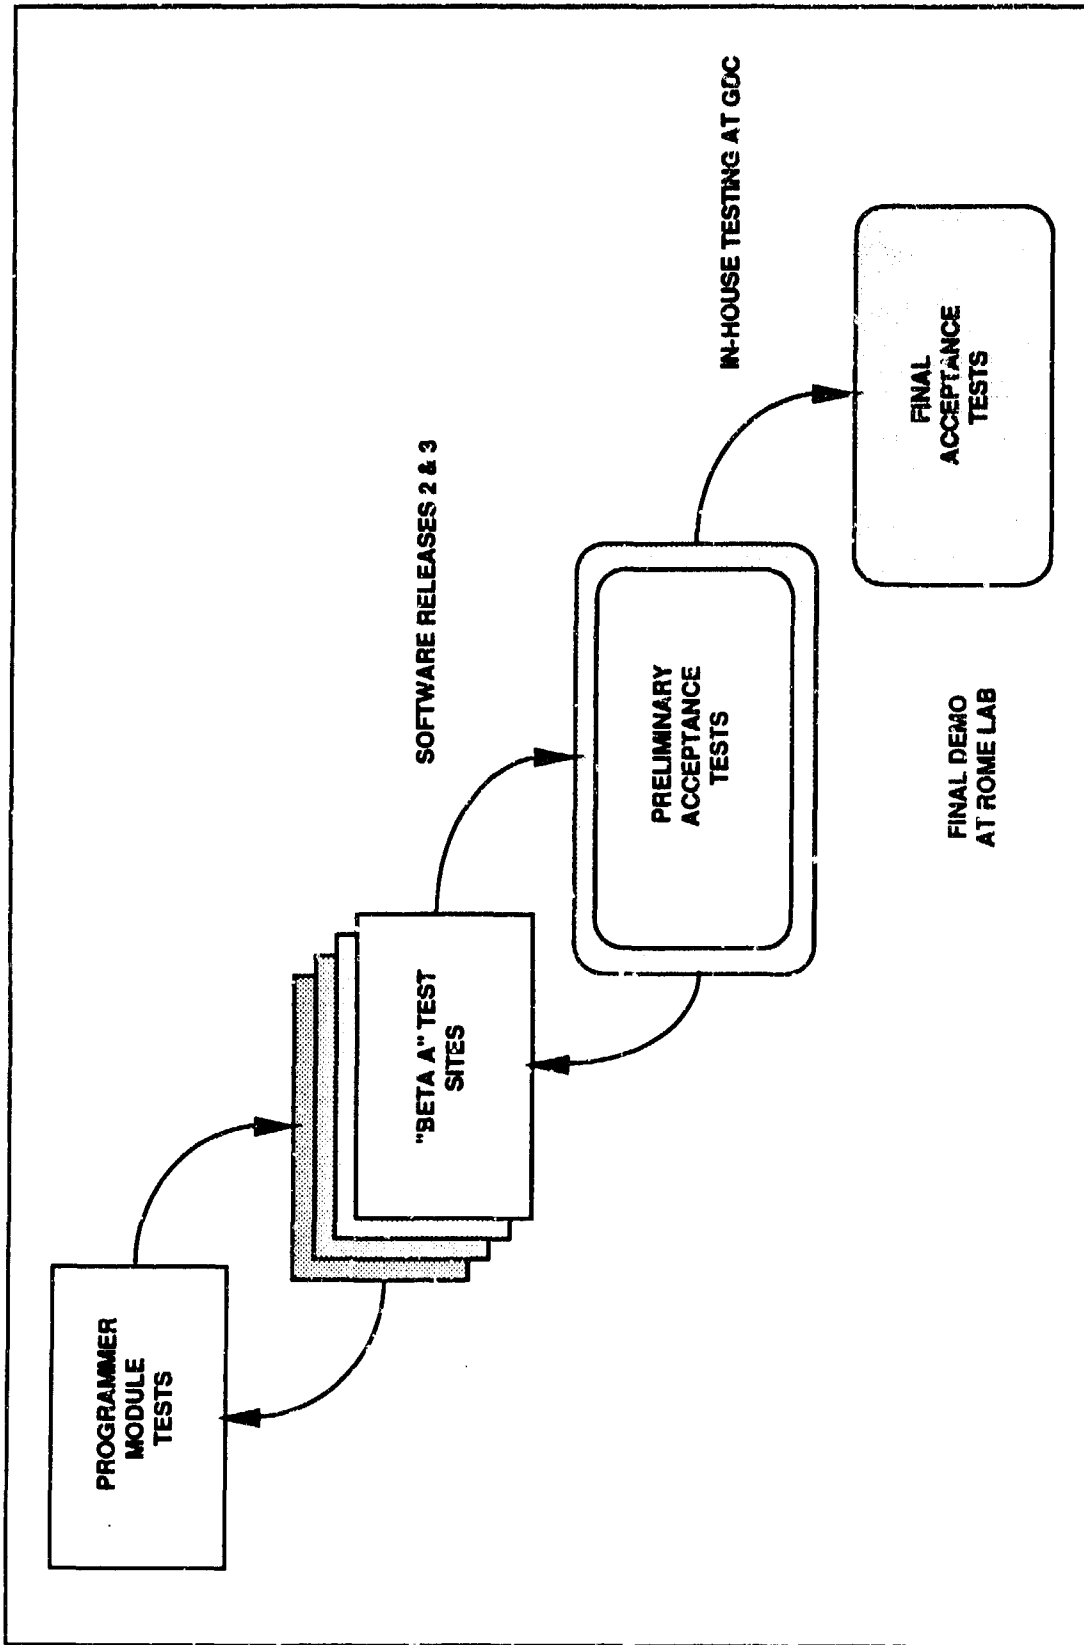 PROGRAMMER
MODULE
TESTS
"BETA A" TEST
SITES
SOFTWARE RELEASES 2 & 3
PRELIMINARY
ACCEPTANCE
TESTS
IN-HOUSE TESTING AT GDC
FINAL
ACCEPTANCE
TESTS
FINAL DEMO
AT ROME LAB